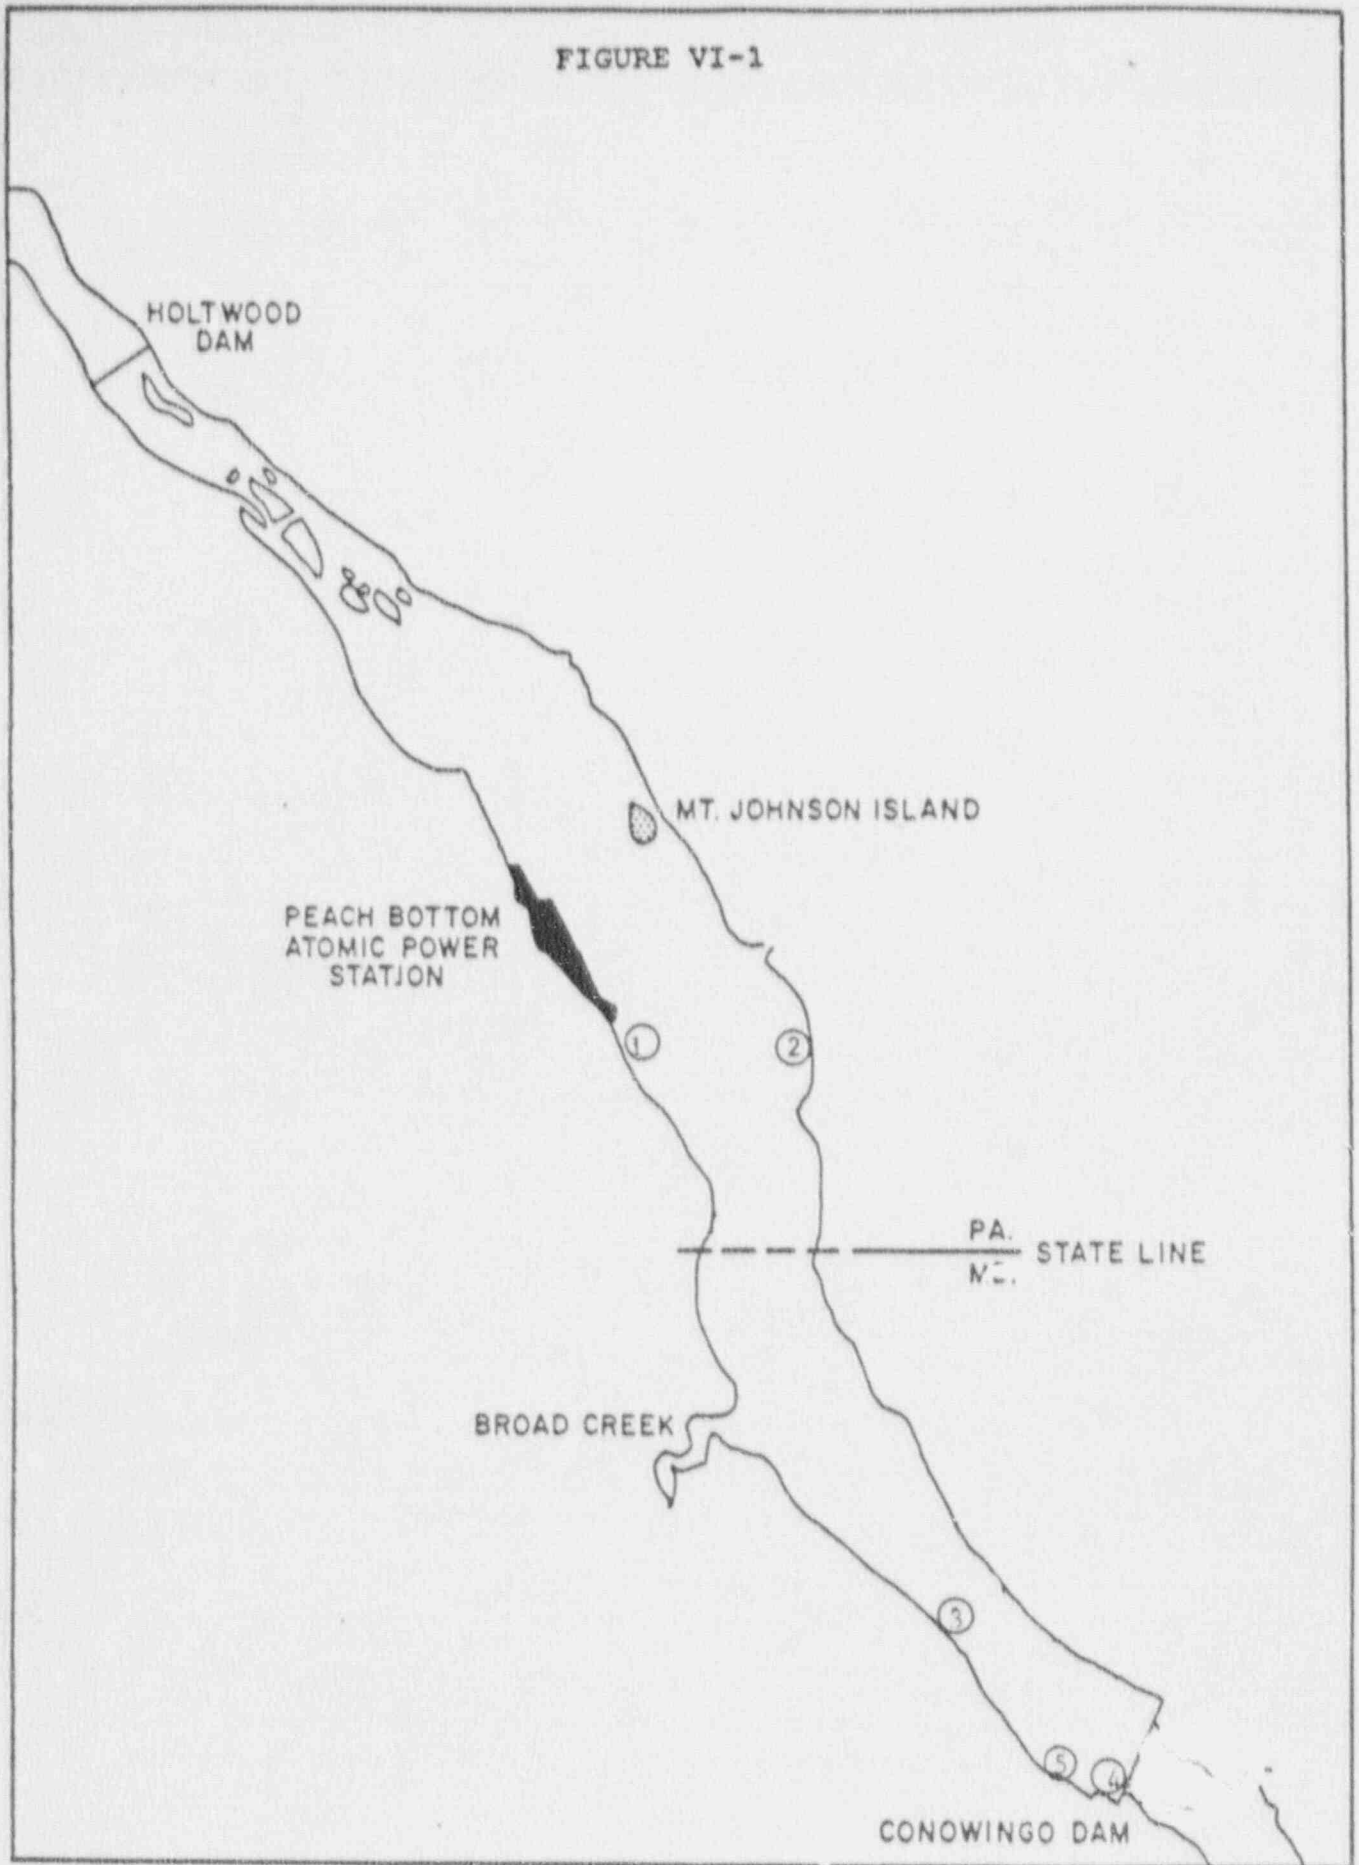 FIGURE VI-1
HOLTWOOD
DAM
MT. JOHNSON ISLAND
PEACH BOTTOM
ATOMIC POWER
STATION
1
2
PA.
STATE LINE
BROAD CREEK
3
5
4
CONOWINGO DAM